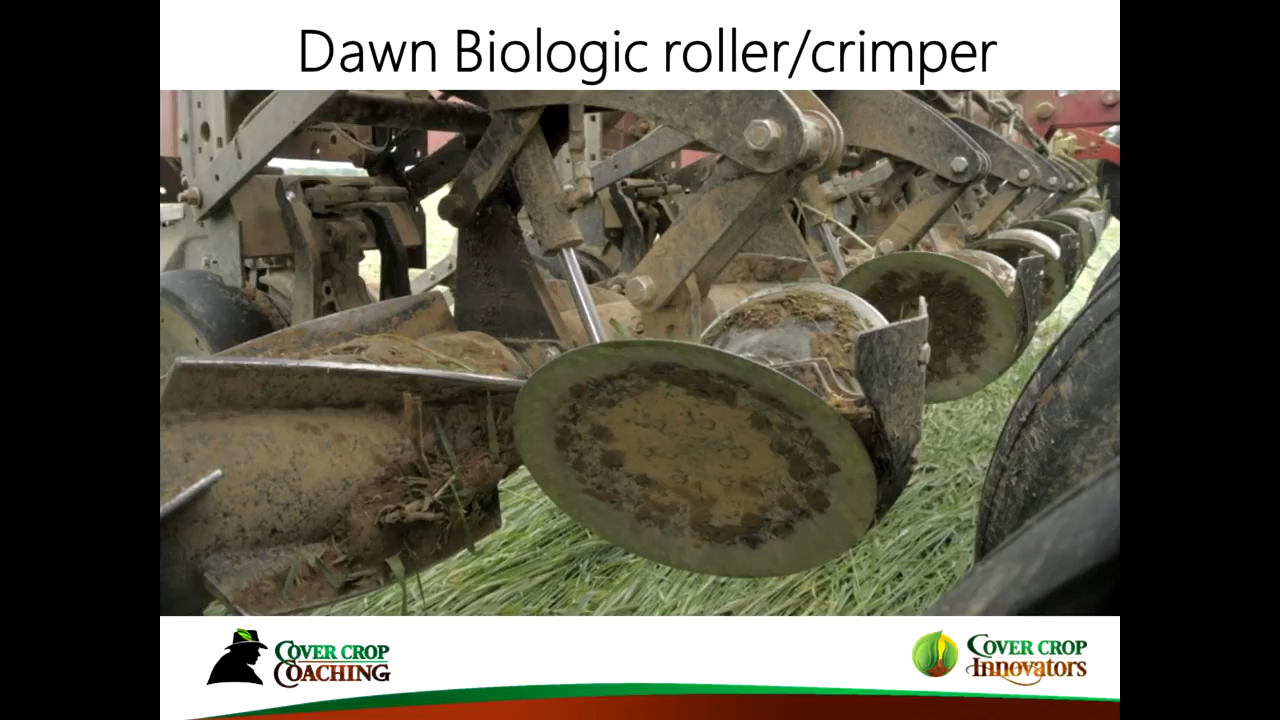 Dawn Biologic roller/crimper
COVER CROP
COACHING
COVER CROP
INNOVATORS